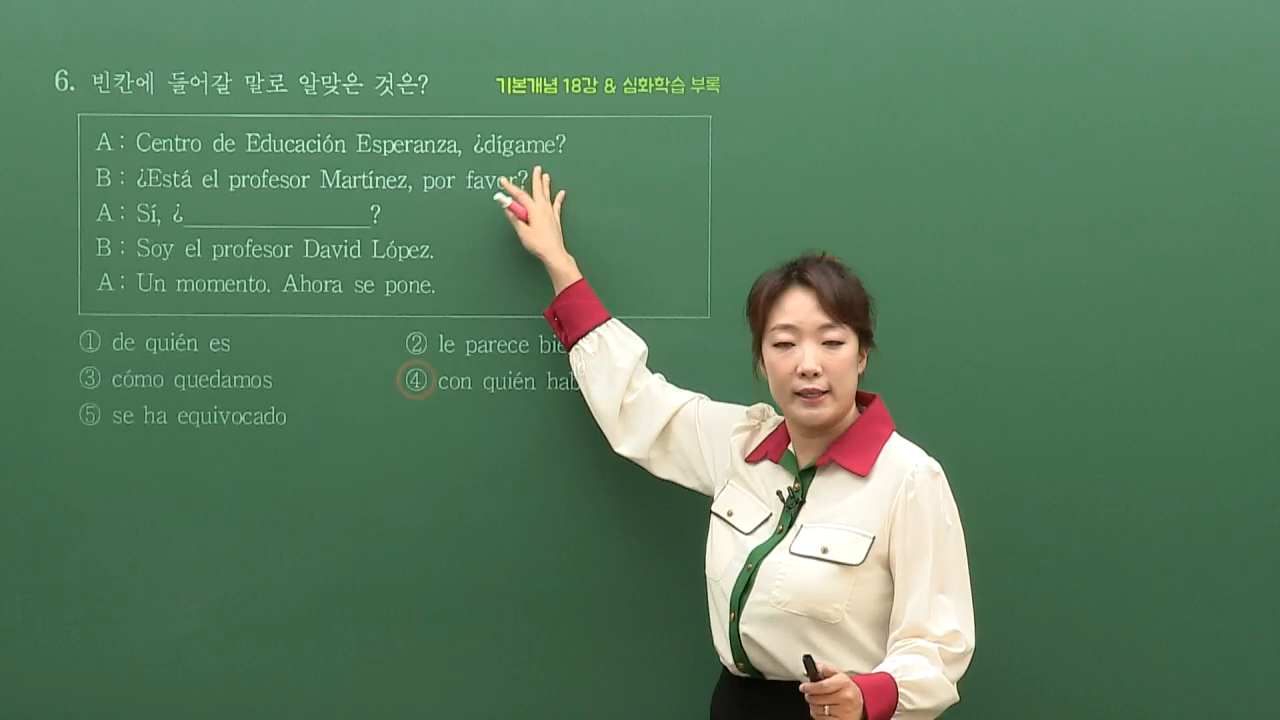 6. 빈칸에 들어갈 말로 알맞은 것은?
기본개념 18강 & 심화학습 부록
A : Centro de Educación Esperanza, ¿dígame?
B : ¿Está el profesor Martínez, por favor?
A : Sí, ¿_______________?
B : Soy el profesor David López.
A : Un momento. Ahora se pone.
① de quién es
② le parece
③ cómo quedamos
④ con quién
⑤ se ha equivocado